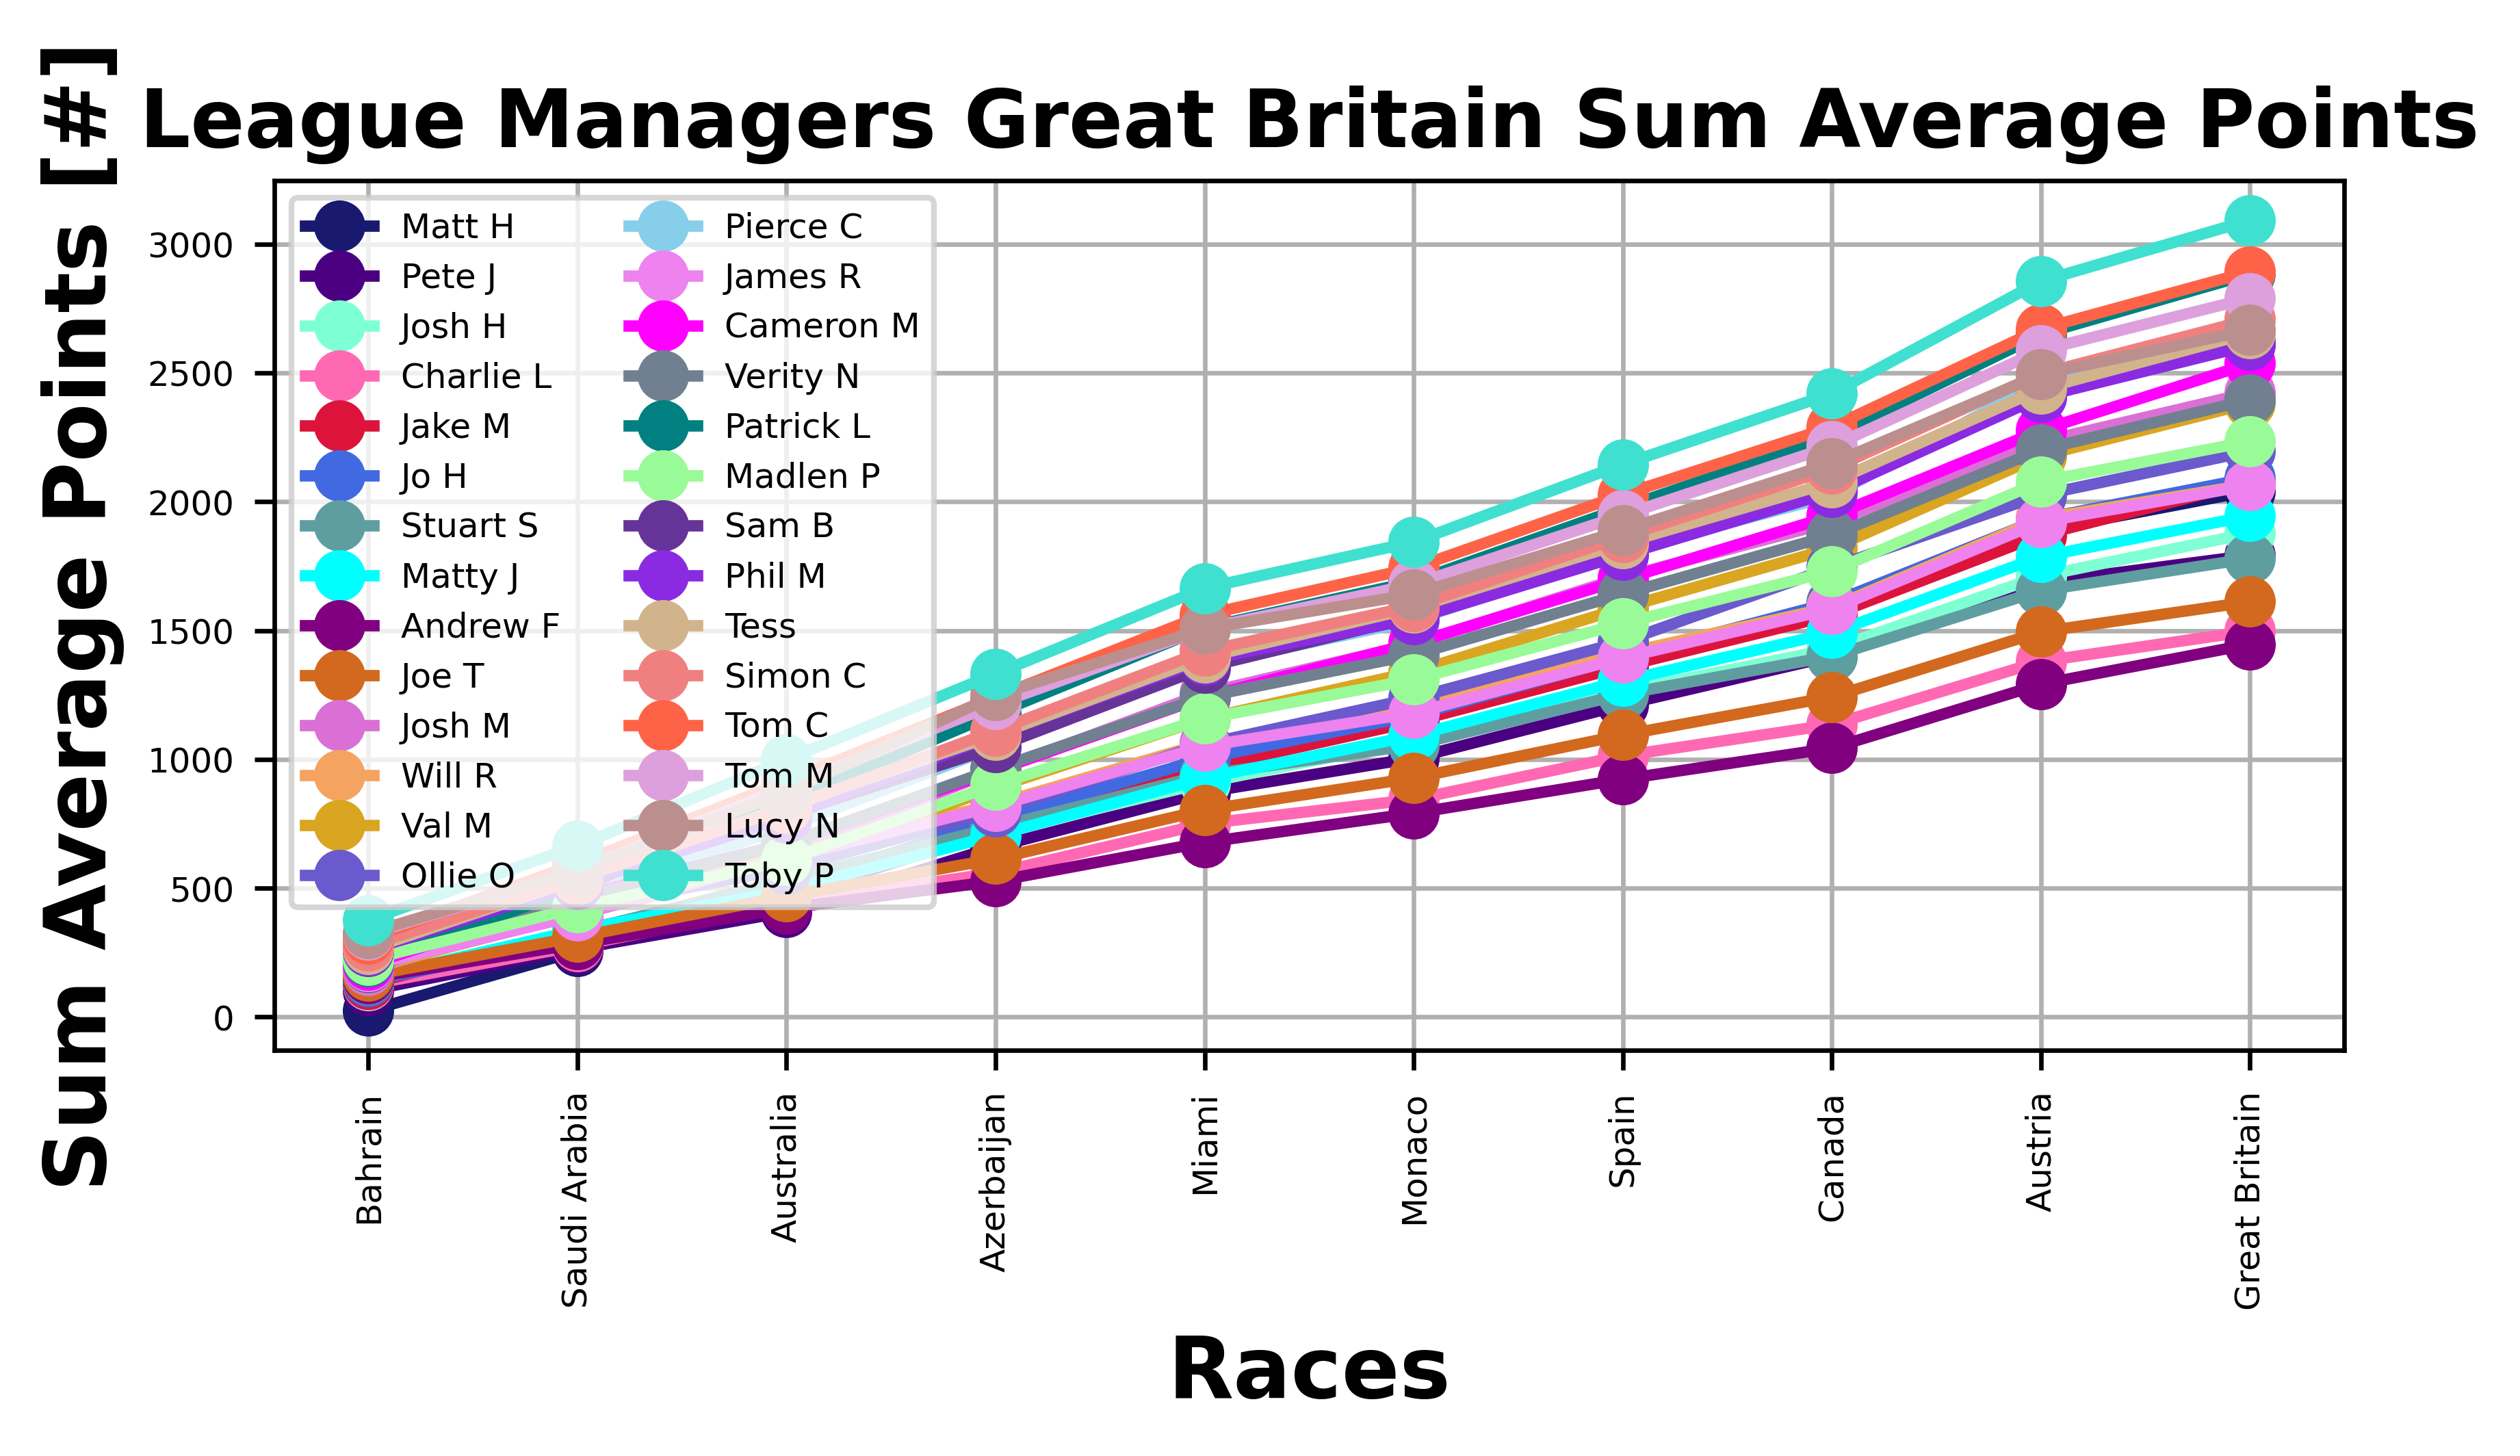 League Managers Great Britain Sum Average Points
Sum Average Points [#]
3000
2500
2000
1500
1000
500
0
Matt H
Pete J
Josh H
Charlie L
Jake M
Jo H
Stuart S
Matty J
Andrew F
Joe T
Josh M
Will R
Val M
Ollie O
Pierce C
James R
Cameron M
Verity N
Patrick L
Madlen P
Sam B
Phil M
Tess
Simon C
Tom C
Tom M
Lucy N
Toby P
Bahrain
Saudi Arabia
Australia
Azerbaijan
Miami
Monaco
Spain
Canada
Austria
Great Britain
Races